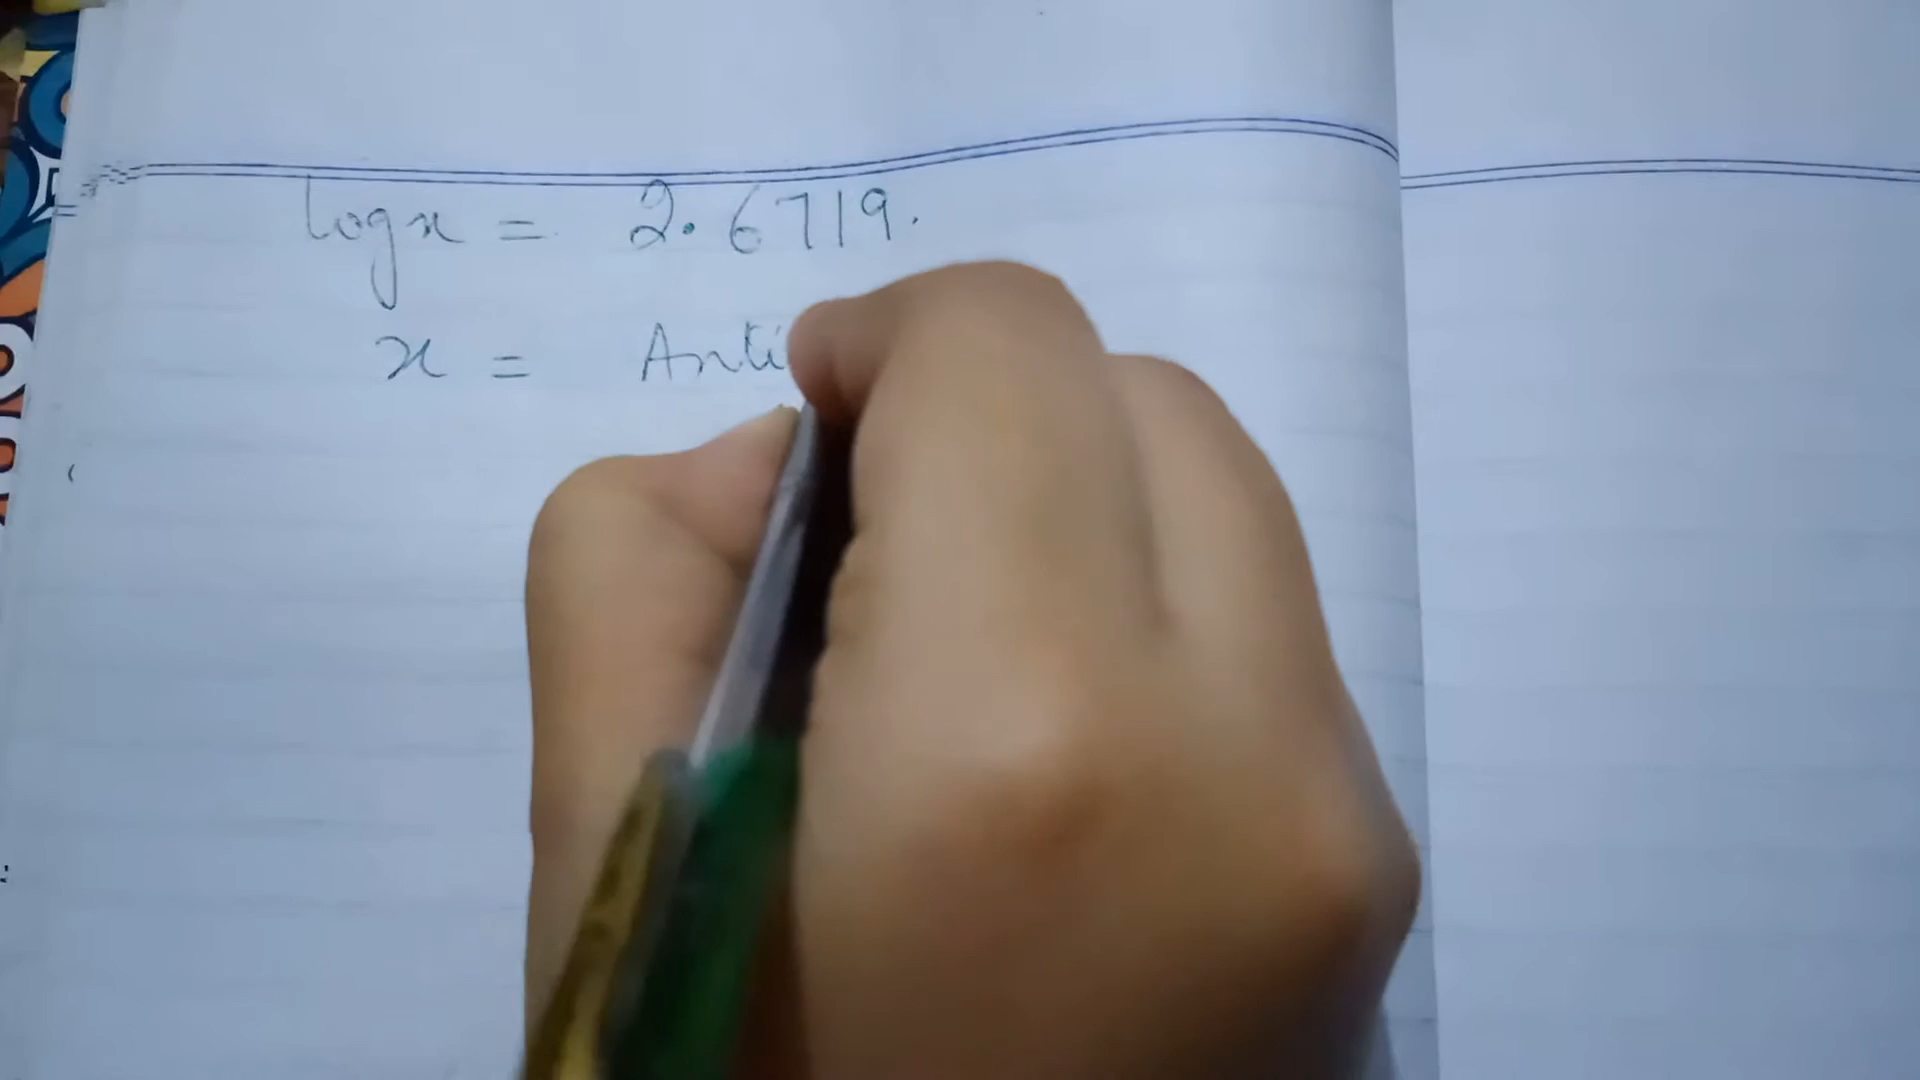 log x = 2.6719.
x = Anti